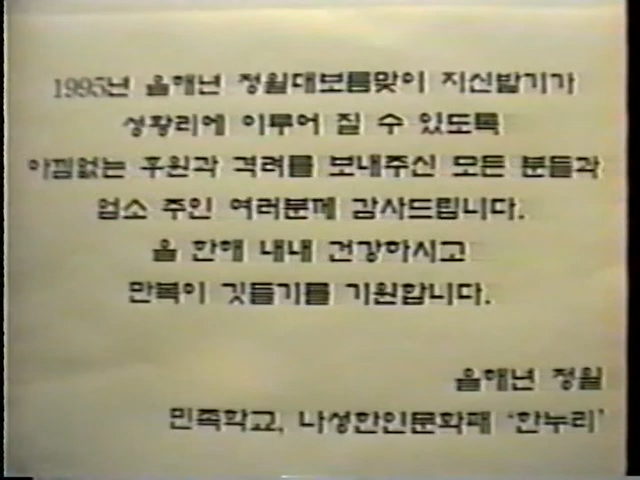 1995년 을해년 정월대보름맞이 지신밟기가
성황리에 이루어 질 수 있도록
아낌없는 후원과 격려를 보내주신 모든 분들과
업소 주인 여러분께 감사드립니다.
올 한해 내내 건강하시고
만복이 깃들기를 기원합니다.
을해년 정월
민족학교, 나성한인문화패 '한누리'